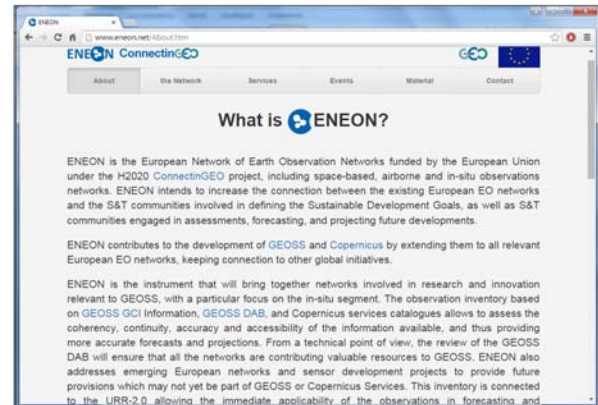 ENEON
www.eneon.net/About.htm
ENEON ConnectinGEO
GEO
About the Network Services Events Material Contact
What is ENEON?
ENEON is the European Network of Earth Observation Networks funded by the European Union
under the H2020 ConnectinGEO project, including space-based, airborne and in-situ observations
networks. ENEON intends to increase the connection between the existing European EO networks
and the S&T communities involved in defining the Sustainable Development Goals, as well as S&T
communities engaged in assessments, forecasting, and projecting future developments.
ENEON contributes to the development of GEOSS and Copernicus by extending them to all relevant
European EO networks, keeping connection to other global initiatives.
ENEON is the instrument that will bring together networks involved in research and innovation
relevant to GEOSS, with a particular focus on the in-situ segment. The observation inventory based
on GEOSS GCI Information, GEOSS DAB, and Copernicus services catalogues allows to assess the
coherency, continuity, accuracy and accessibility of the information available, and thus providing
more accurate forecasts and projections. From a technical point of view, the review of the GEOSS
DAB will ensure that all the networks are contributing valuable resources to GEOSS. ENEON also
addresses emerging European networks and sensor development projects to provide future
provisions which may not yet be part of GEOSS or Copernicus Services. This inventory is connected
to the URR-2.0 allowing the immediate applicability of the observations in forecasting and